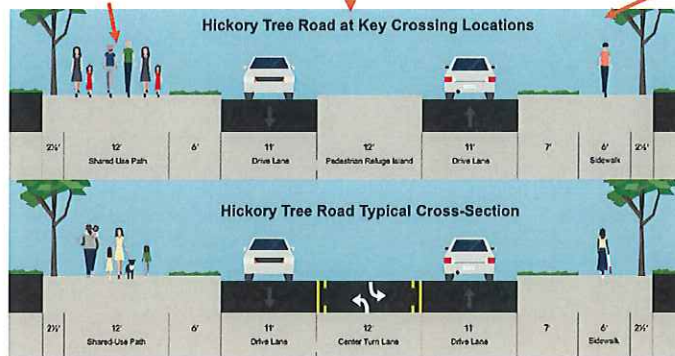 Hickory Tree Road at Key Crossing Locations
2½' 12' 6' 11' 12' 11' 7' 6' 2½'
Shared-Use Path Drive Lane Pedestrian Refuge Island Drive Lane Sidewalk
Hickory Tree Road Typical Cross-Section
2½' 12' 6' 11' 12' 11' 7' 6' 2½'
Shared-Use Path Drive Lane Center Turn Lane Drive Lane Sidewalk